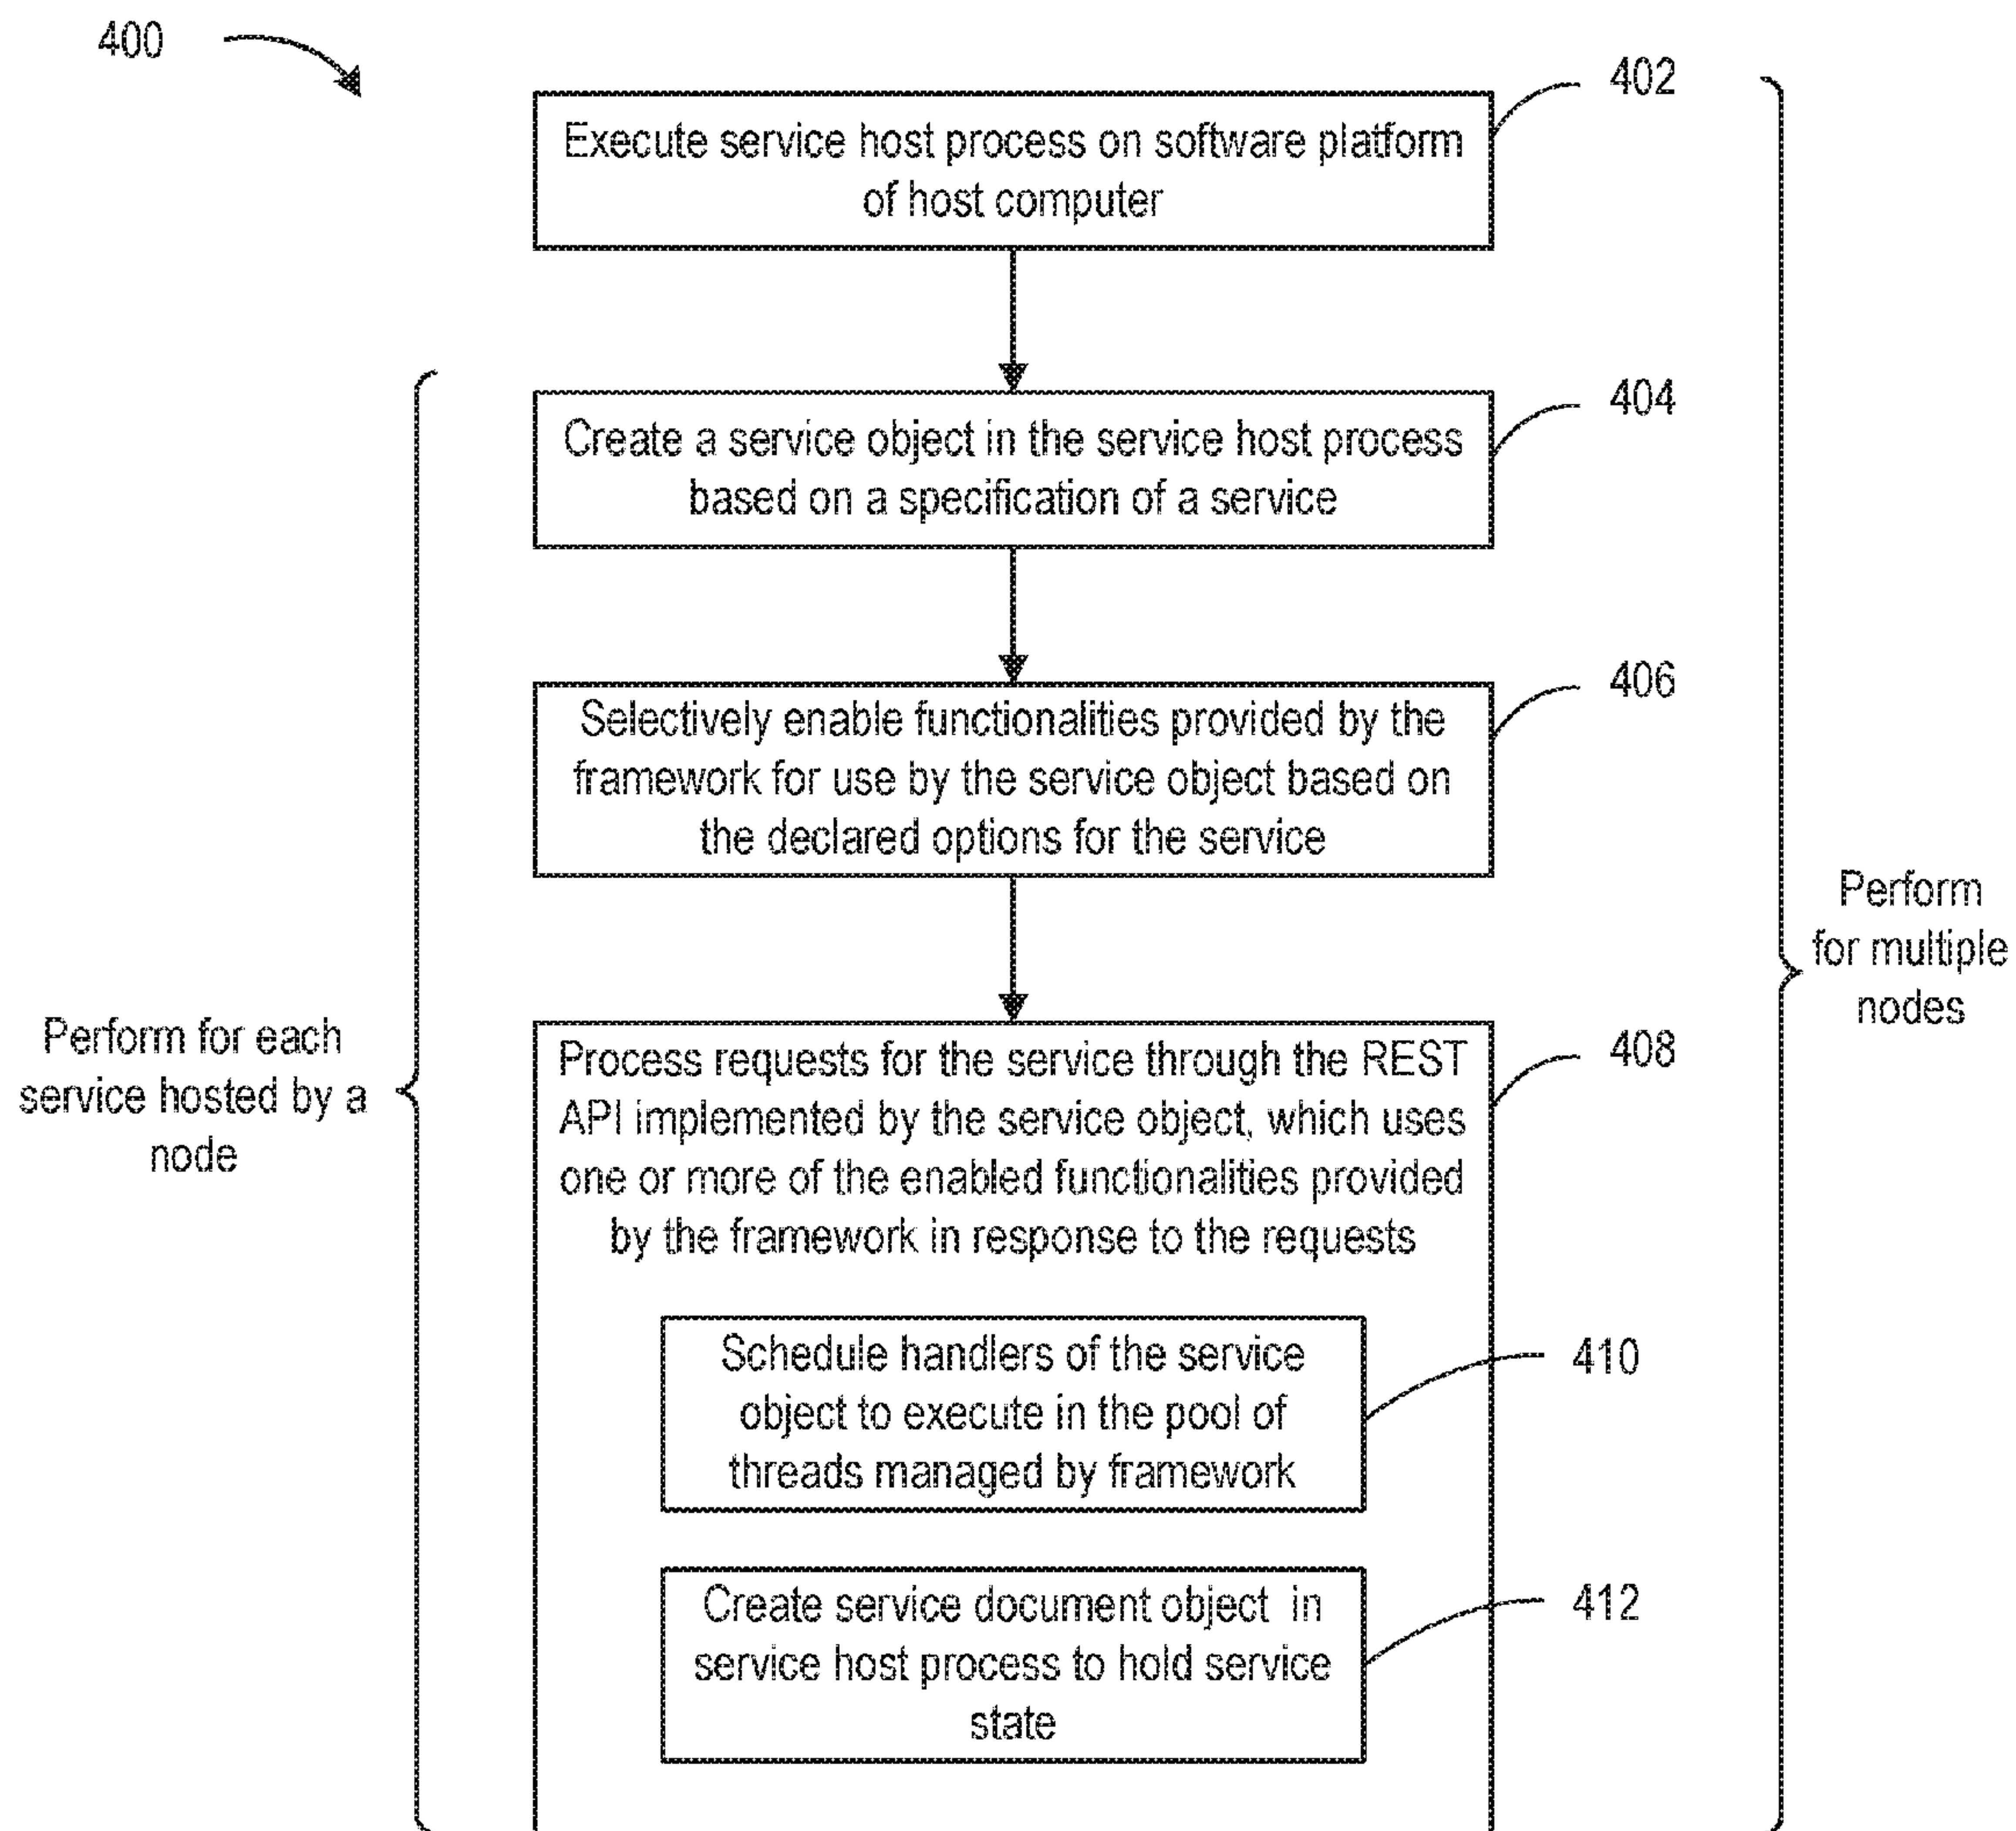 400
402
Execute service host process on software platform
of host computer
404
Create a service object in the service host process
based on a specification of a service
406
Selectively enable functionalities provided by the
framework for use by the service object based on
the declared options for the service
Perform
for multiple
nodes
Perform for each
service hosted by a
node
408
Process requests for the service through the REST
API implemented by the service object, which uses
one or more of the enabled functionalities provided
by the framework in response to the requests
410
Schedule handlers of the service
object to execute in the pool of
threads managed by framework
412
Create service document object in
service host process to hold service
state